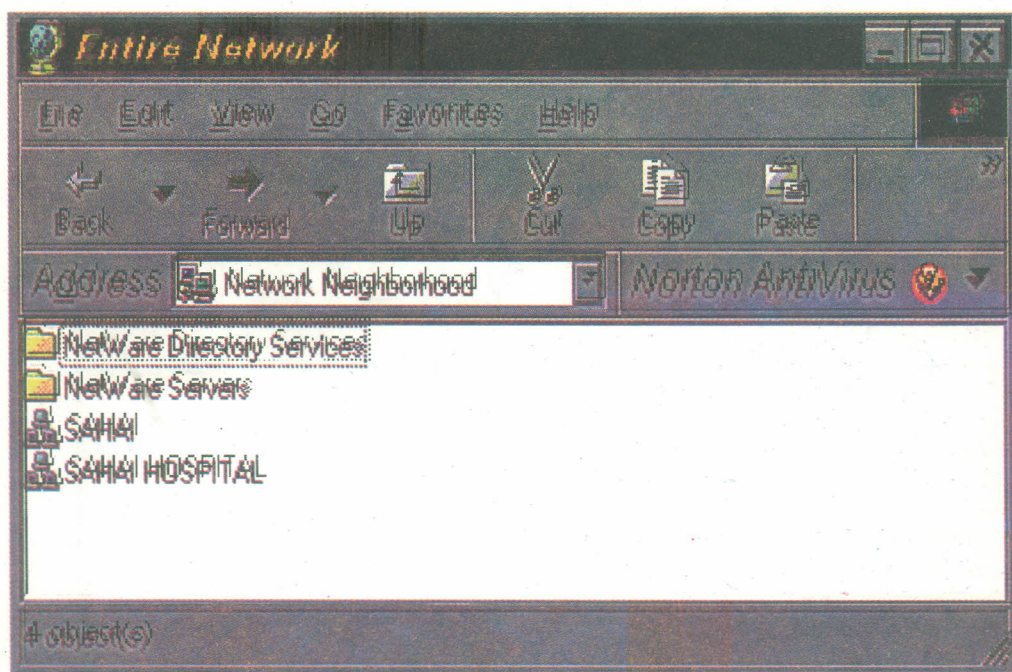 Entire Network
File Edit View Go Favorites Help
Back Forward Up Cut Copy Paste
Address Network Neighborhood Norton AntiVirus
NetWare Directory Services
NetWare Servers
SAHAI
SAHAI HOSPITAL
4 object(s)